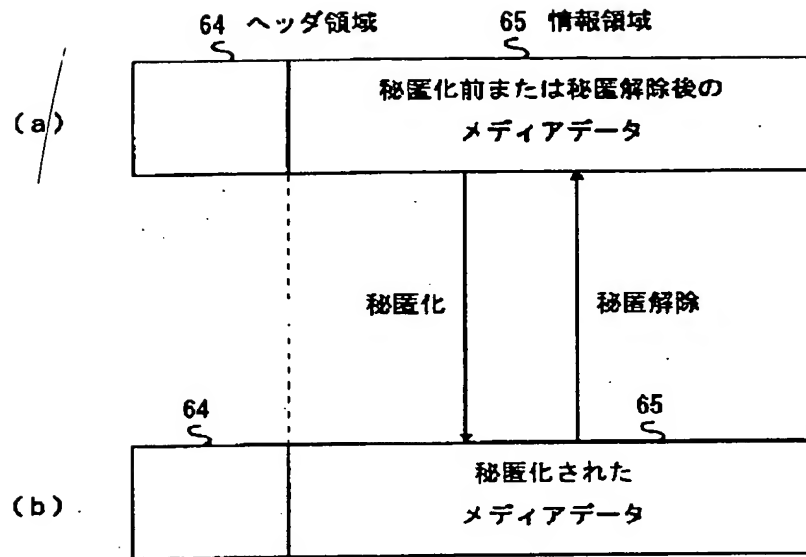 64 ヘッダ領域
65 情報領域
(a)
秘匿化前または秘匿解除後の
メディアデータ
秘匿化
秘匿解除
64
65
(b)
秘匿化された
メディアデータ